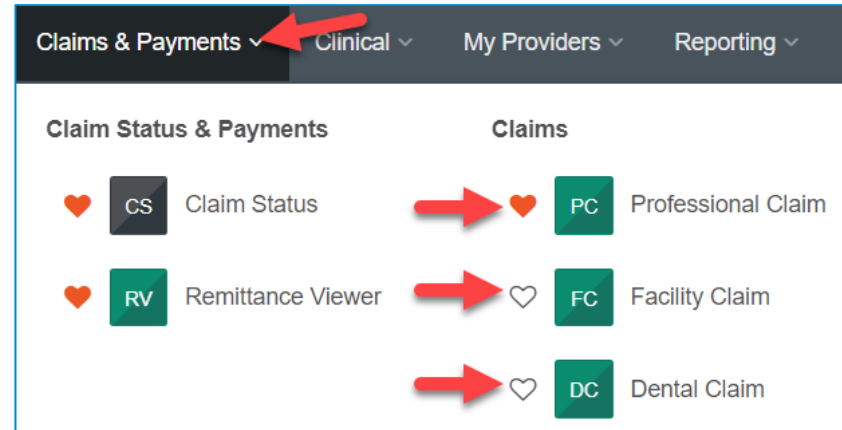 Claims & Payments Clinical My Providers Reporting
Claim Status & Payments
CS Claim Status
RV Remittance Viewer
Claims
PC Professional Claim
FC Facility Claim
DC Dental Claim